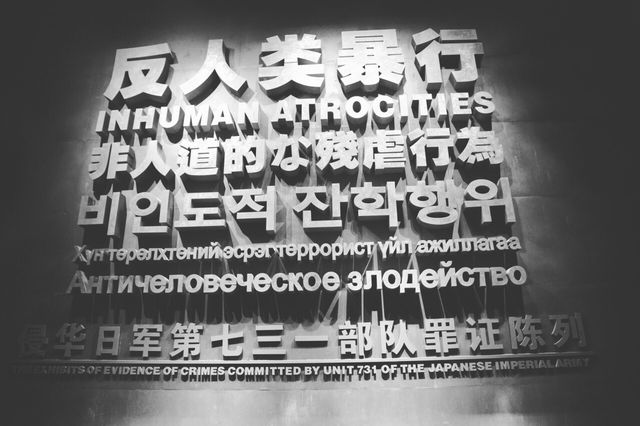 反人类暴行
INHUMAN ATROCITIES
非人道的な残虐行為
비인도적 잔학행위
Хүн төрөлхтөний эсрэг террорист үйл ажиллагаа
Античеловеческое злодейство
侵华日军第七三一部队罪证陈列
THE EXHIBITS OF EVIDENCE OF CRIMES COMMITTED BY UNIT 731 OF THE JAPANESE IMPERIAL ARMY